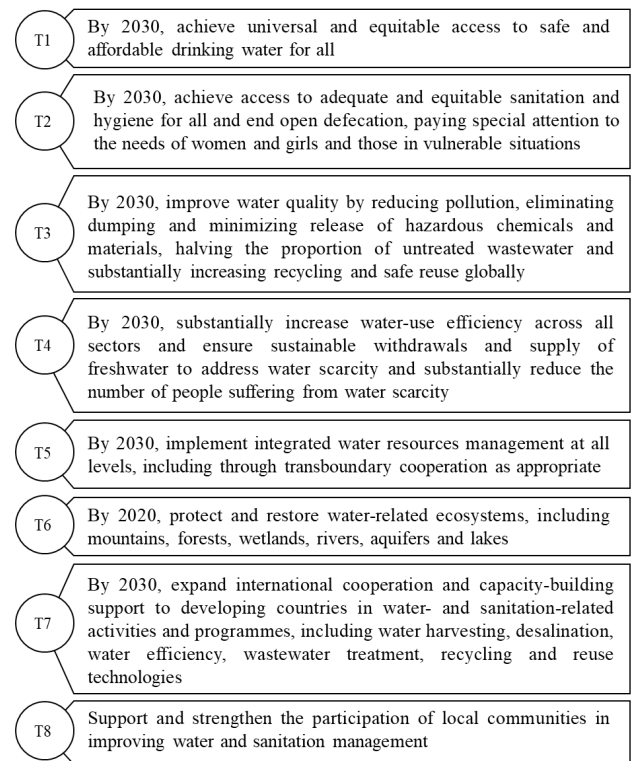 T1
By 2030, achieve universal and equitable access to safe and
affordable drinking water for all
T2
By 2030, achieve access to adequate and equitable sanitation and
hygiene for all and end open defecation, paying special attention to
the needs of women and girls and those in vulnerable situations
T3
By 2030, improve water quality by reducing pollution, eliminating
dumping and minimizing release of hazardous chemicals and
materials, halving the proportion of untreated wastewater and
substantially increasing recycling and safe reuse globally
T4
By 2030, substantially increase water-use efficiency across all
sectors and ensure sustainable withdrawals and supply of
freshwater to address water scarcity and substantially reduce the
number of people suffering from water scarcity
T5
By 2030, implement integrated water resources management at all
levels, including through transboundary cooperation as appropriate
T6
By 2020, protect and restore water-related ecosystems, including
mountains, forests, wetlands, rivers, aquifers and lakes
T7
By 2030, expand international cooperation and capacity-building
support to developing countries in water- and sanitation-related
activities and programmes, including water harvesting, desalination,
water efficiency, wastewater treatment, recycling and reuse
technologies
T8
Support and strengthen the participation of local communities in
improving water and sanitation management